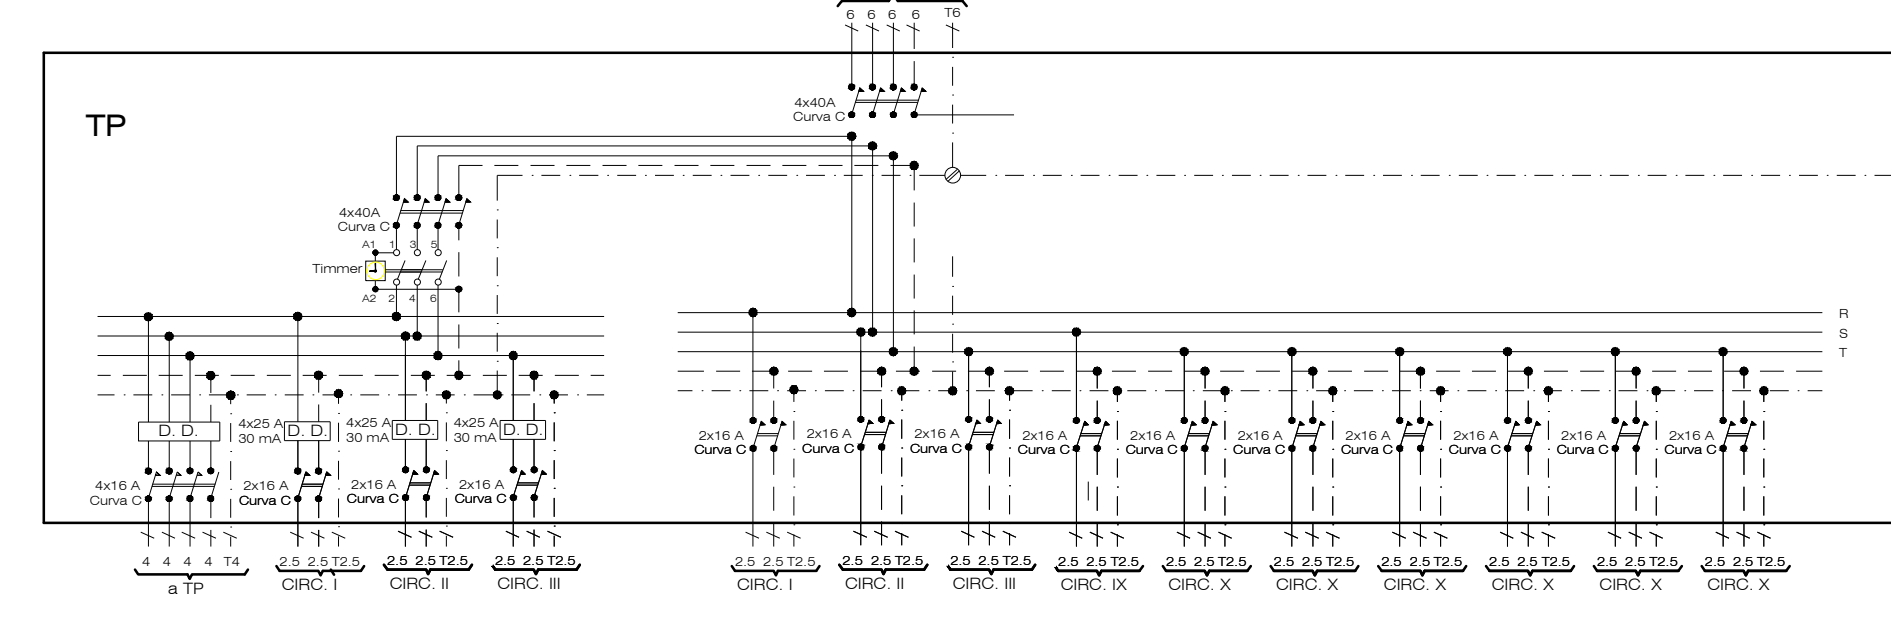 6 6 6 6 T6
TP
4x40A
Curva C
4x40A
Curva C
A1 1 3 5
Timmer
A2 2 4 6
R
S
T
D. D.
4x25 A
30 mA
D. D.
4x25 A
30 mA
D. D.
4x25 A
30 mA
D. D.
4x16 A
Curva C
2x16 A
Curva C
2x16 A
Curva C
2x16 A
Curva C
2x16 A
Curva C
2x16 A
Curva C
2x16 A
Curva C
2x16 A
Curva C
2x16 A
Curva C
2x16 A
Curva C
2x16 A
Curva C
2x16 A
Curva C
2x16 A
Curva C
2x16 A
Curva C
4 4 4 4 T4
a TP
2.5 2.5 T2.5
CIRC. I
2.5 2.5 T2.5
CIRC. II
2.5 2.5 T2.5
CIRC. III
2.5 2.5 T2.5
CIRC. I
2.5 2.5 T2.5
CIRC. II
2.5 2.5 T2.5
CIRC. III
2.5 2.5 T2.5
CIRC. IX
2.5 2.5 T2.5
CIRC. X
2.5 2.5 T2.5
CIRC. X
2.5 2.5 T2.5
CIRC. X
2.5 2.5 T2.5
CIRC. X
2.5 2.5 T2.5
CIRC. X
2.5 2.5 T2.5
CIRC. X